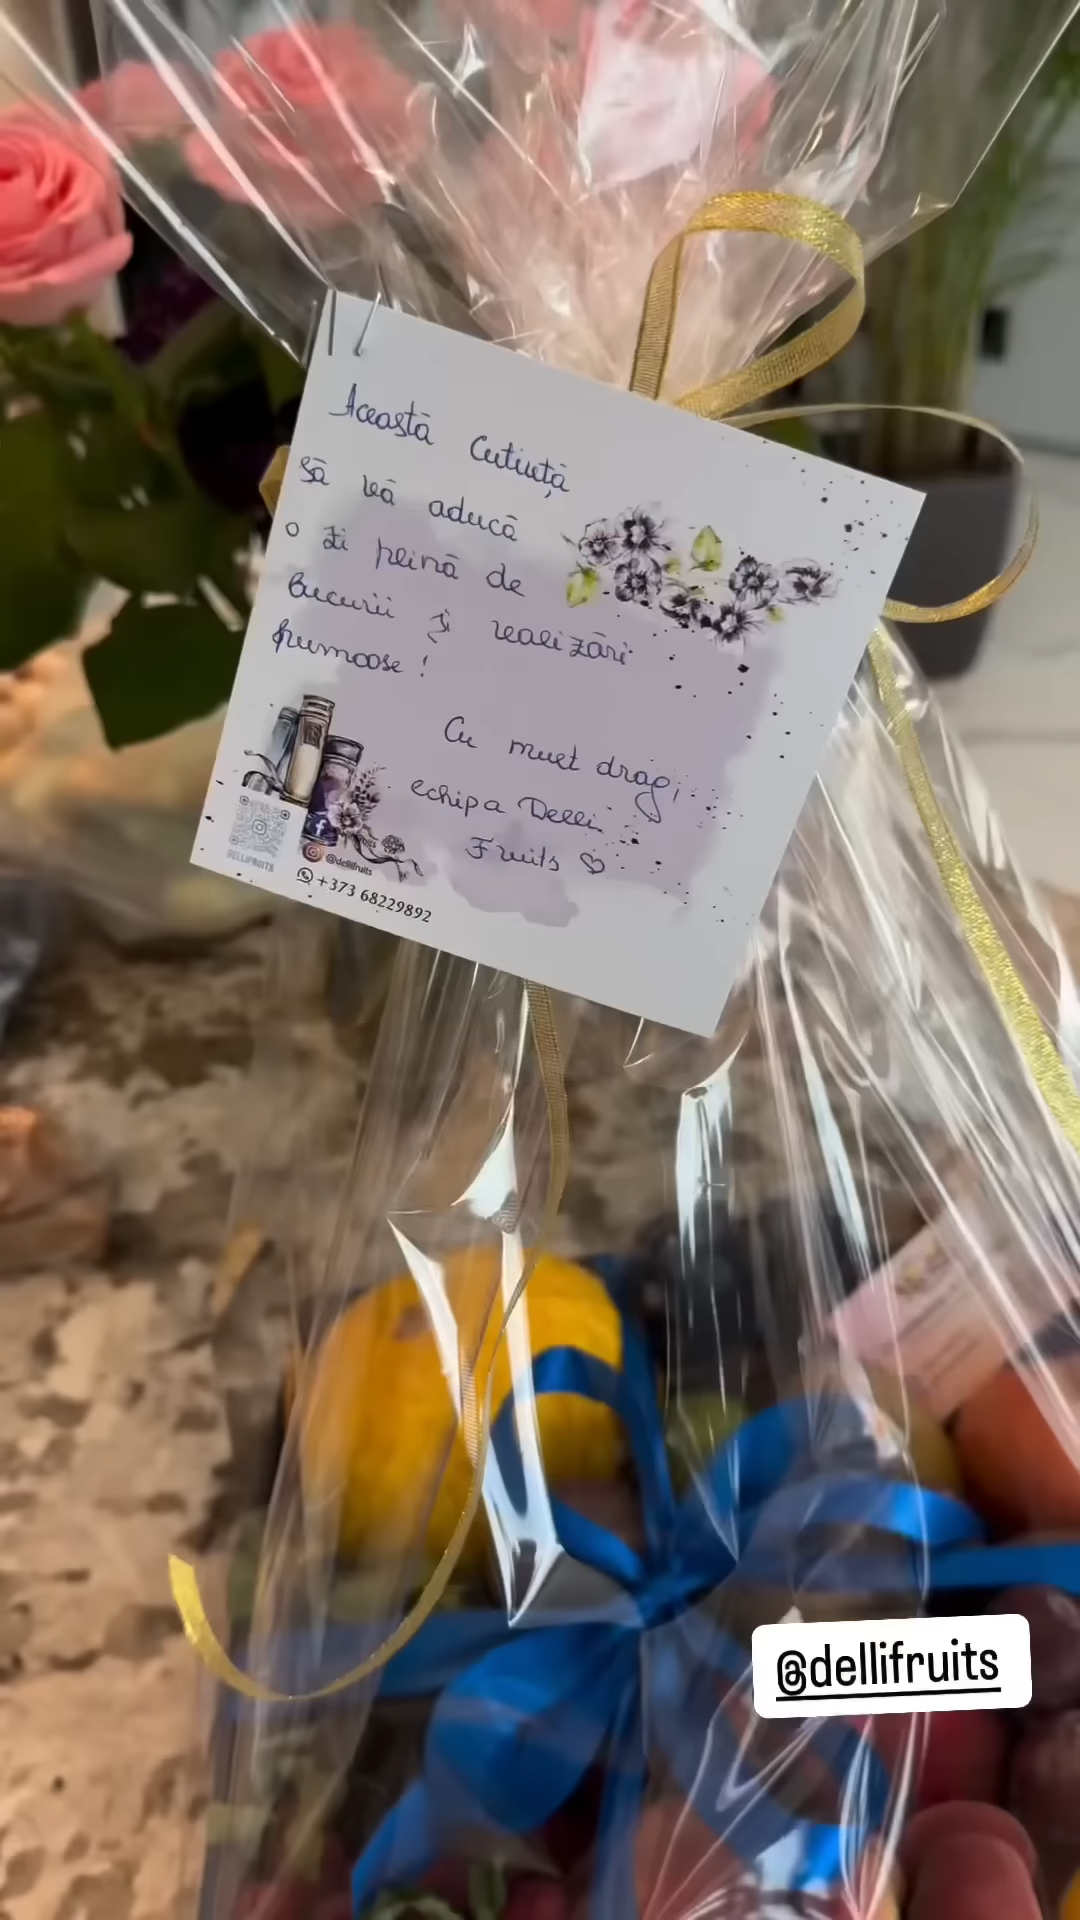 Această Cutiuță
să vă aducă
o zi plină de
bucurii și realizări
frumoase !
Cu mult drag,
echipa Delli
Fruits ♡
DELLIFRUITS
@dellifruits
+373 68229892
@dellifruits